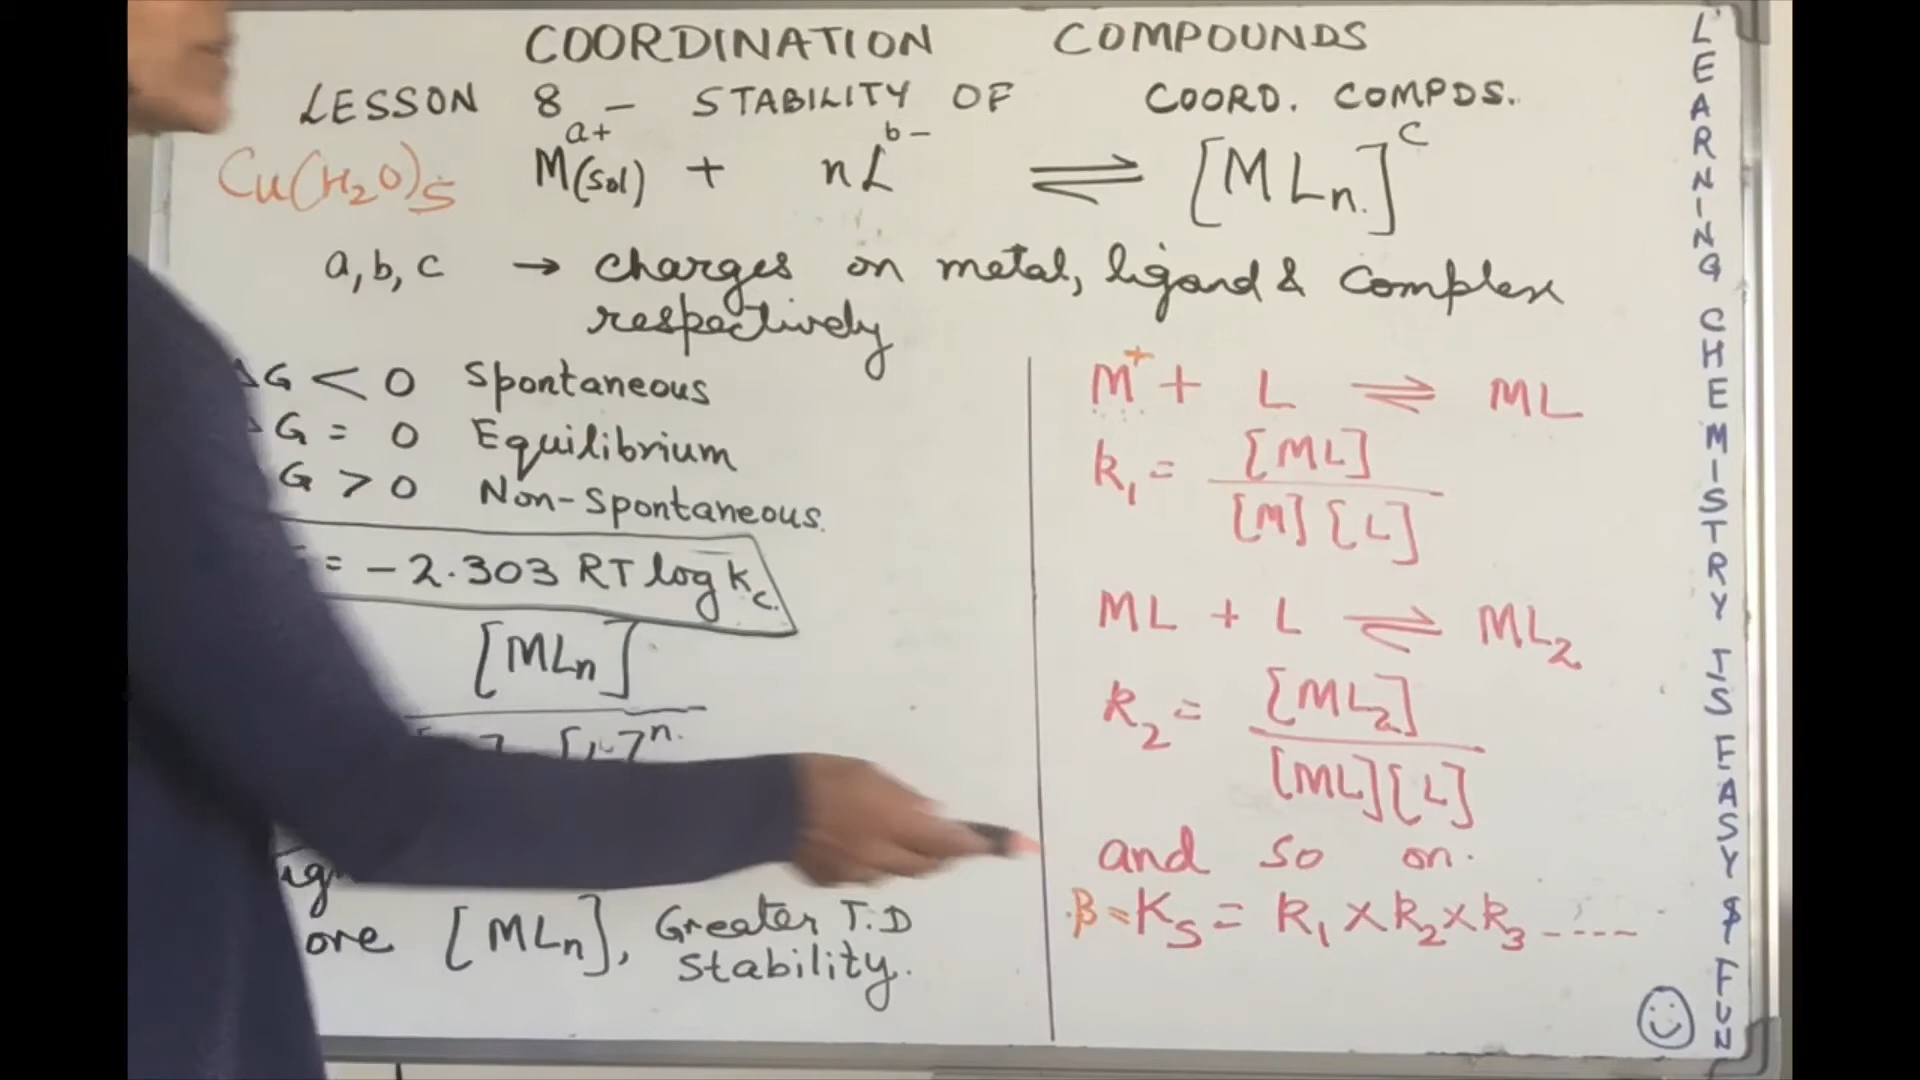 COORDINATION COMPOUNDS
LESSON 8 - STABILITY OF COORD. COMPDS.
Cu(H2O)5 M(sol)^a+ + nL^b- ⇌ [MLn.]^c
a,b,c → charges on metal, ligand & complex
respectively
ΔG < 0 Spontaneous
G = 0 Equilibrium
G > 0 Non-Spontaneous.
= -2.303 RT log Kc.
[MLn]
[L]^n.
ore [MLn], Greater T.D
stability.
M+ + L ⇌ ML
k1 = [ML]
[M] [L]
ML + L ⇌ ML2
k2 = [ML2]
[ML][L]
and so on.
β = Ks = k1 × k2 × k3 -----
LEARNING CHEMISTRY IS EASY & FUN